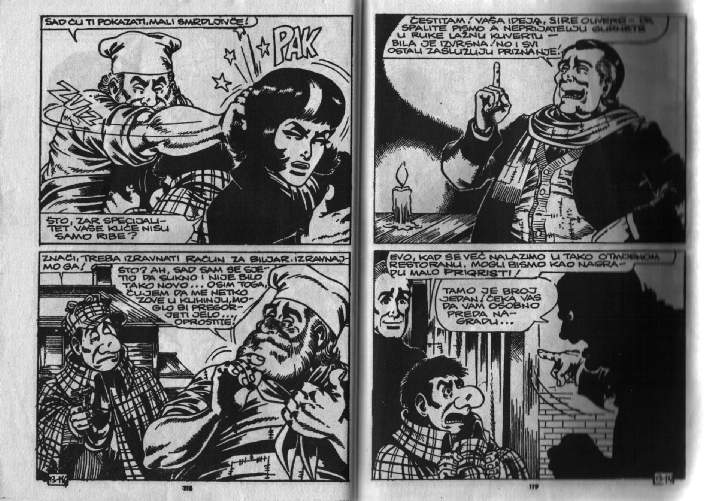 SAD ĆU TI POKAZATI, MALI SMRDLJIVČE!
PAK
ZVIZ
ŠTO, ZAR SPECIJALI-
TET VAŠE KUĆE NISU
SAMO RIBE?
ZNAČI, TREBA IZRAVNATI RAČUN ZA BILJAR. IZRAVNAJ-
MO GA!
ŠTO? AH, SAD SAM SE SJE-
TIO DA SUKNO I NIJE BILO
TAKO NOVO... OSIM TOGA,
ČUJEM DA ME NETKO
ZOVE U KUHINJU, MO-
GLO BI PREGOR-
JETI JELO...
OPROSTITE!
13-14
118
ČESTITAM! VAŠA IDEJA, SIRE OLIVERE - DA
SPALITE PISMO A NEPRIJATELJU GURNETE
U RUKE LAŽNU KUVERTU -
BILA JE IZVRSNA! NO I SVI
OSTALI ZASLUŽUJU PRIZNANJE!
EVO, KAD SE VEĆ NALAZIMO U TAKO OTMJENOM
RESTORANU, MOGLI BISMO KAO NAGRA-
DU MALO PRIGRISTI!
TAMO JE BROJ
JEDAN! ČEKA VAS
DA VAM OSOBNO
PREDA NA-
GRADU...
119